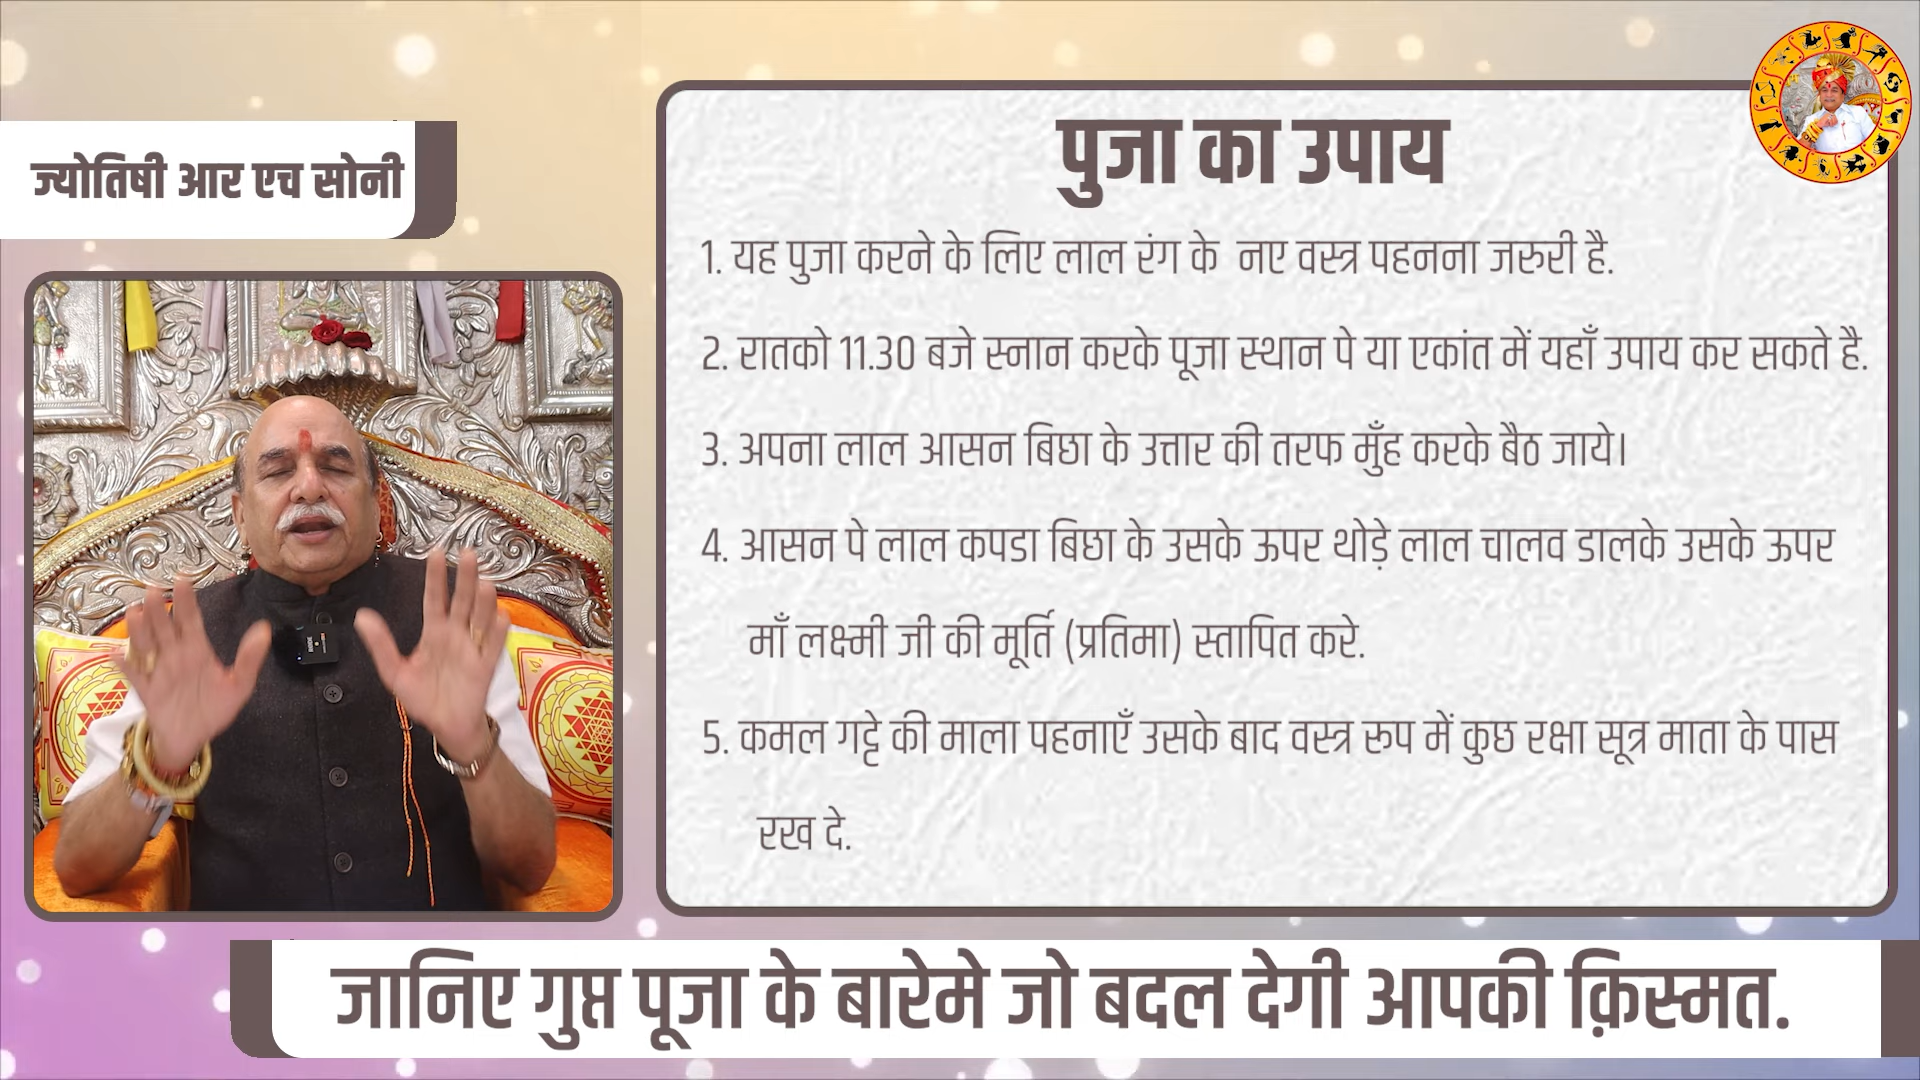 ज्योतिषी आर एच सोनी
पुजा का उपाय
1. यह पुजा करने के लिए लाल रंग के नए वस्त्र पहनना जरुरी है.
2. रातको 11.30 बजे स्नान करके पूजा स्थान पे या एकांत में यहाँ उपाय कर सकते है.
3. अपना लाल आसन बिछा के उत्तार की तरफ मुँह करके बैठ जाये।
4. आसन पे लाल कपडा बिछा के उसके ऊपर थोड़े लाल चालव डालके उसके ऊपर
माँ लक्ष्मी जी की मूर्ति (प्रतिमा) स्तापित करे.
5. कमल गट्टे की माला पहनाएँ उसके बाद वस्त्र रूप में कुछ रक्षा सूत्र माता के पास
रख दे.
जानिए गुप्त पूजा के बारेमे जो बदल देगी आपकी क़िस्मत.